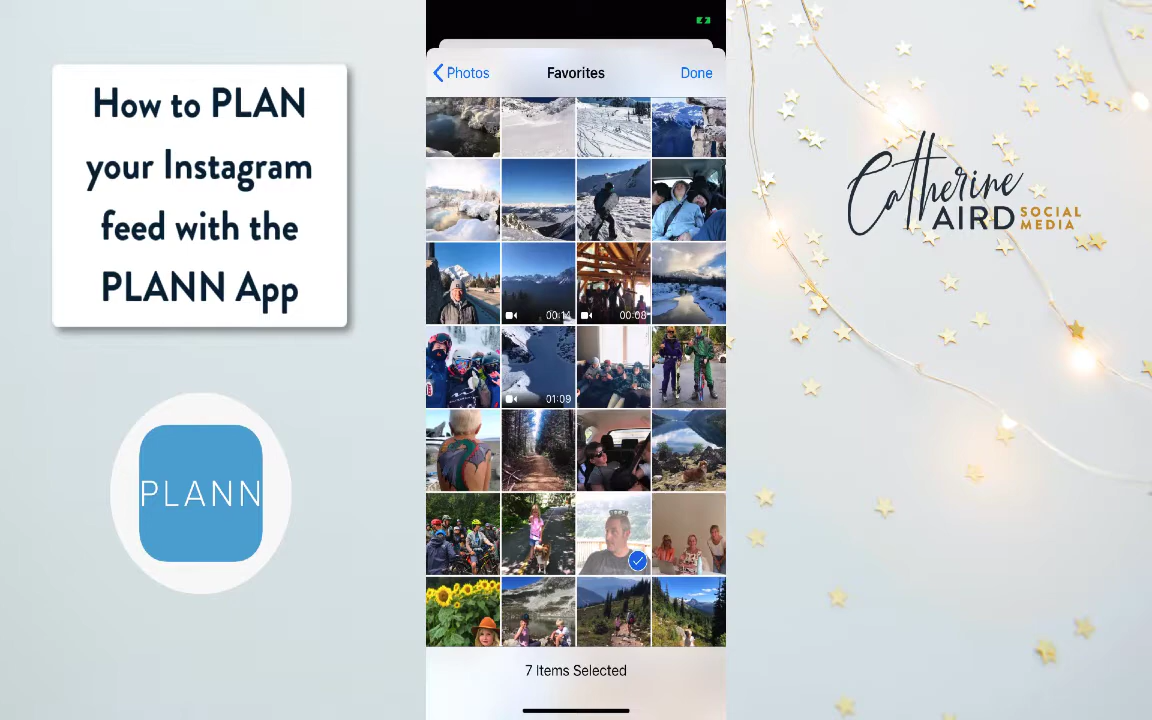 How to PLAN
your Instagram
feed with the
PLANN App
PLANN
Photos
Favorites
Done
00:14
00:08
01:09
7 Items Selected
Catherine
AIRD SOCIAL
MEDIA